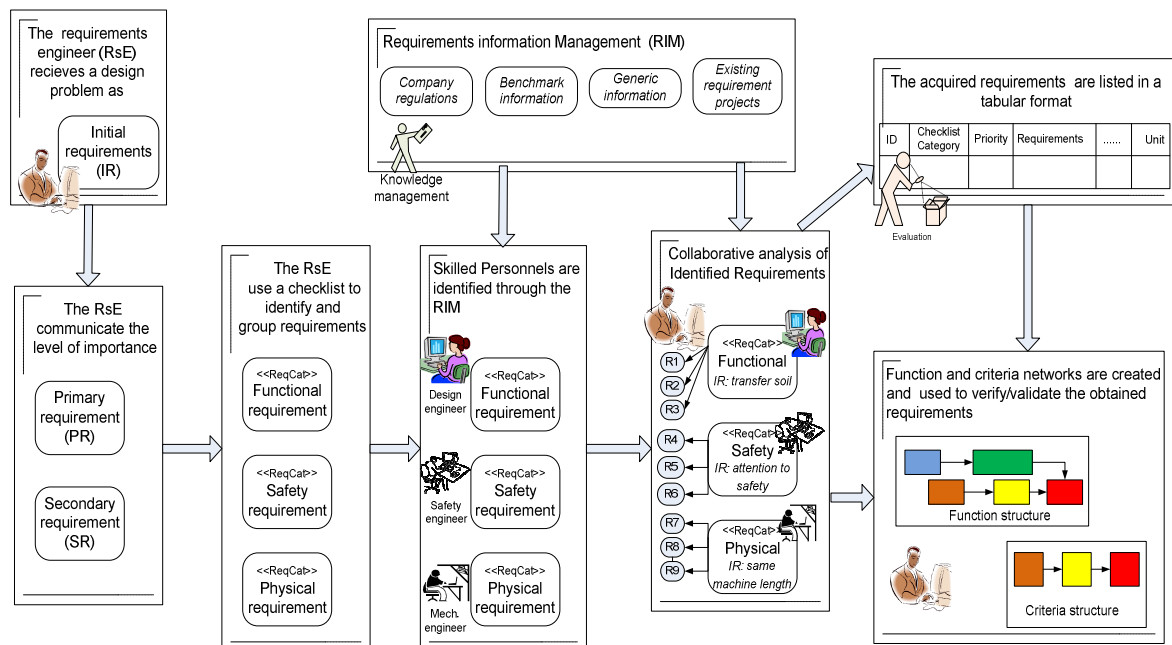 The requirements
engineer (RsE)
recieves a design
problem as
Initial
requirements
(IR)
Requirements information Management (RIM)
Company
regulations
Benchmark
information
Generic
information
Existing
requirement
projects
Knowledge
management
The acquired requirements are listed in a
tabular format
ID
Checklist
Category
Priority
Requirements
......
Unit
Evaluation
The RsE
communicate the
level of importance
Primary
requirement
(PR)
Secondary
requirement
(SR)
The RsE
use a checklist to
identify and
group requirements
<<ReqCat>>
Functional
requirement
<<ReqCat>>
Safety
requirement
<<ReqCat>>
Physical
requirement
Skilled Personnels are
identified through the
RIM
Design
engineer
<<ReqCat>>
Functional
requirement
Safety
engineer
<<ReqCat>>
Safety
requirement
Mech.
engineer
<<ReqCat>>
Physical
requirement
Collaborative analysis of
Identified Requirements
<<ReqCat>>
Functional
IR: transfer soil
R1
R2
R3
<<ReqCat>>
Safety
IR: attention to
safety
R4
R5
R6
<<ReqCat>>
Physical
IR: same
machine length
R7
R8
R9
Function and criteria networks are created
and used to verify/validate the obtained
requirements
Function structure
Criteria structure